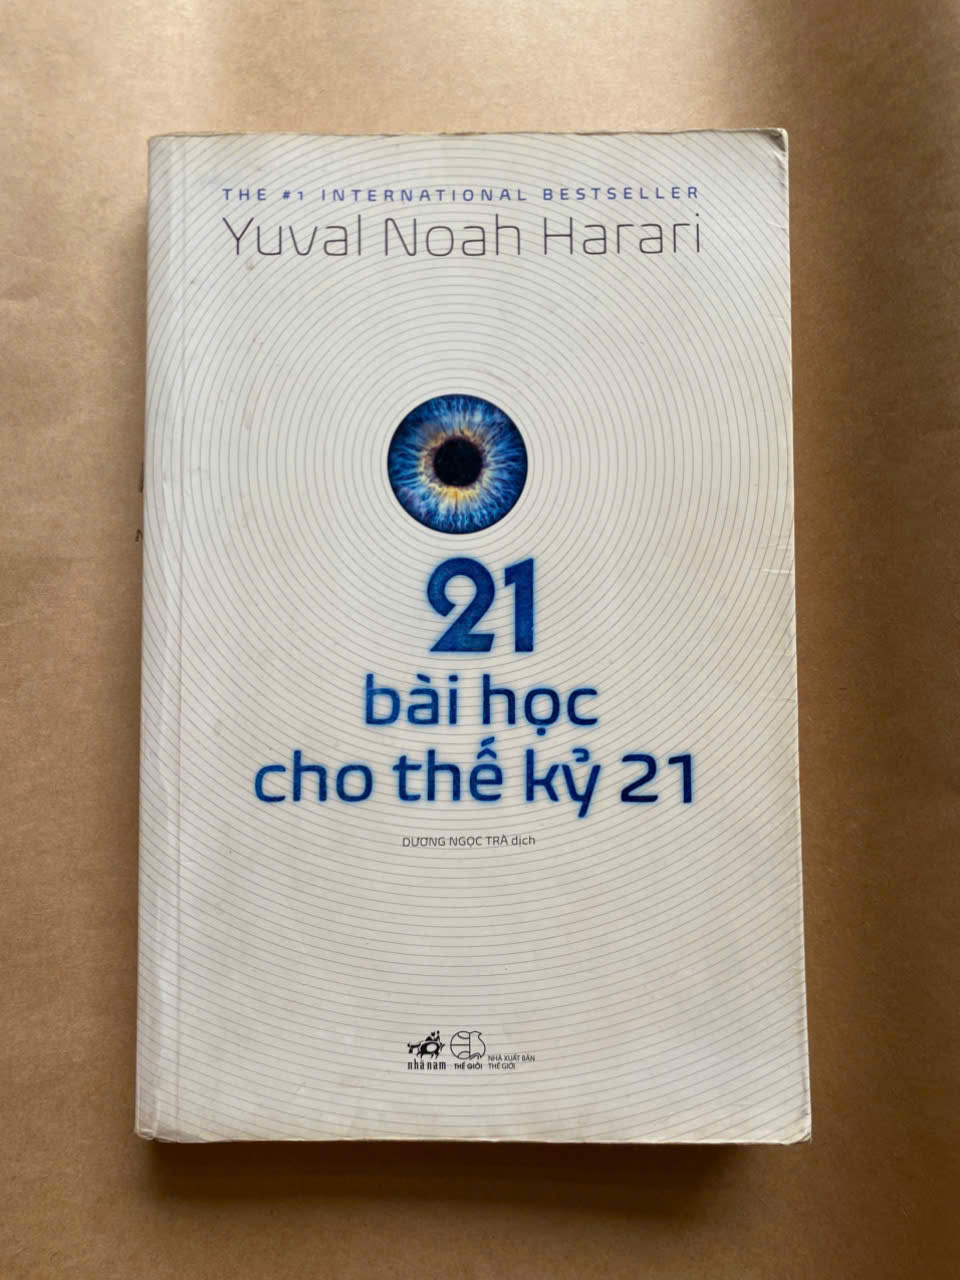 THE #1 INTERNATIONAL BESTSELLER
Yuval Noah Harari
21
bài học
cho thế kỷ 21
DƯƠNG NGỌC TRÀ dịch
nhã nam
THẾ GIỚI
NHÀ XUẤT BẢN
THẾ GIỚI